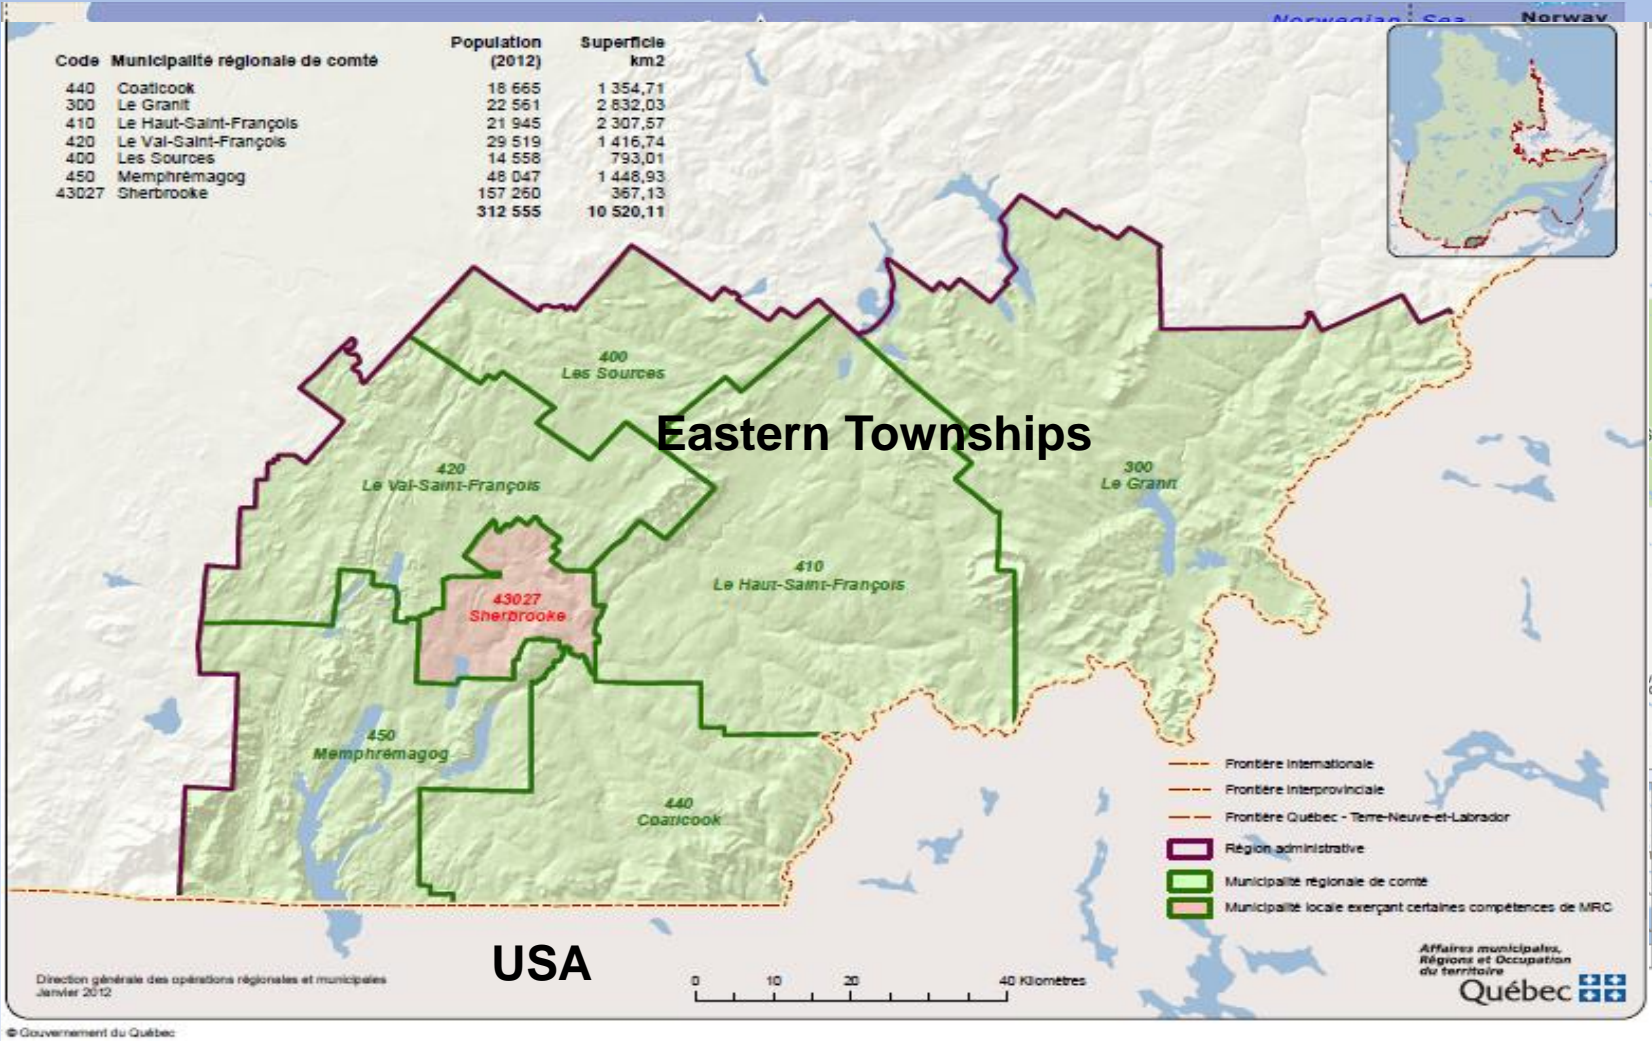 Norwegian Sea Norway
Population Superficie
Code Municipalité régionale de comté (2012) km2
440 Coaticook 18 665 1 354,71
300 Le Granit 22 561 2 832,03
410 Le Haut-Saint-François 21 945 2 307,57
420 Le Val-Saint-François 29 519 1 416,74
400 Les Sources 14 558 793,01
450 Memphrémagog 48 047 1 448,93
43027 Sherbrooke 157 260 367,13
312 555 10 520,11
400
Les Sources
Eastern Townships
420
Le Val-Saint-François
300
Le Granit
410
Le Haut-Saint-François
43027
Sherbrooke
450
Memphrémagog
440
Coaticook
Frontière internationale
Frontière interprovinciale
Frontière Québec - Terre-Neuve-et-Labrador
Région administrative
Municipalité régionale de comté
Municipalité locale exerçant certaines compétences de MRC
USA
Direction générale des opérations régionales et municipales
Janvier 2012
0 10 20 40 Kilomètres
Affaires municipales,
Régions et Occupation
du territoire
Québec
© Gouvernement du Québec